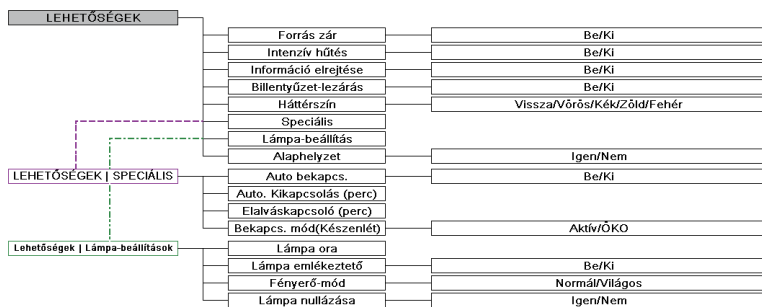 LEHETŐSÉGEK
Forrás zár Be/Ki
Intenzív hűtés Be/Ki
Információ elrejtése Be/Ki
Billentyűzet-lezárás Be/Ki
Háttérszín Vissza/Vörös/Kék/Zöld/Fehér
Speciális
Lámpa-beállítás
Alaphelyzet Igen/Nem
LEHETŐSÉGEK | SPECIÁLIS Auto bekapcs. Be/Ki
Auto. Kikapcsolás (perc)
Elalváskapcsoló (perc)
Bekapcs. mód(Készenlét) Aktív/ÖKO
Lehetőségek | Lámpa-beállítások Lámpa ora
Lámpa emlékeztető Be/Ki
Fényerő-mód Normál/Világos
Lámpa nullázása Igen/Nem